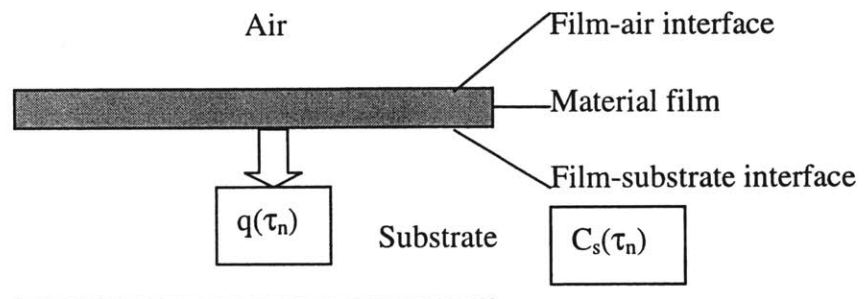 Air
Film-air interface
Material film
Film-substrate interface
q(τₙ)
Substrate
Cₛ(τₙ)